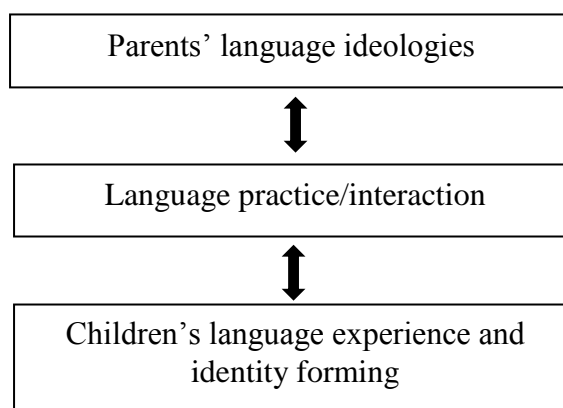 Parents’ language ideologies
Language practice/interaction
Children’s language experience and
identity forming